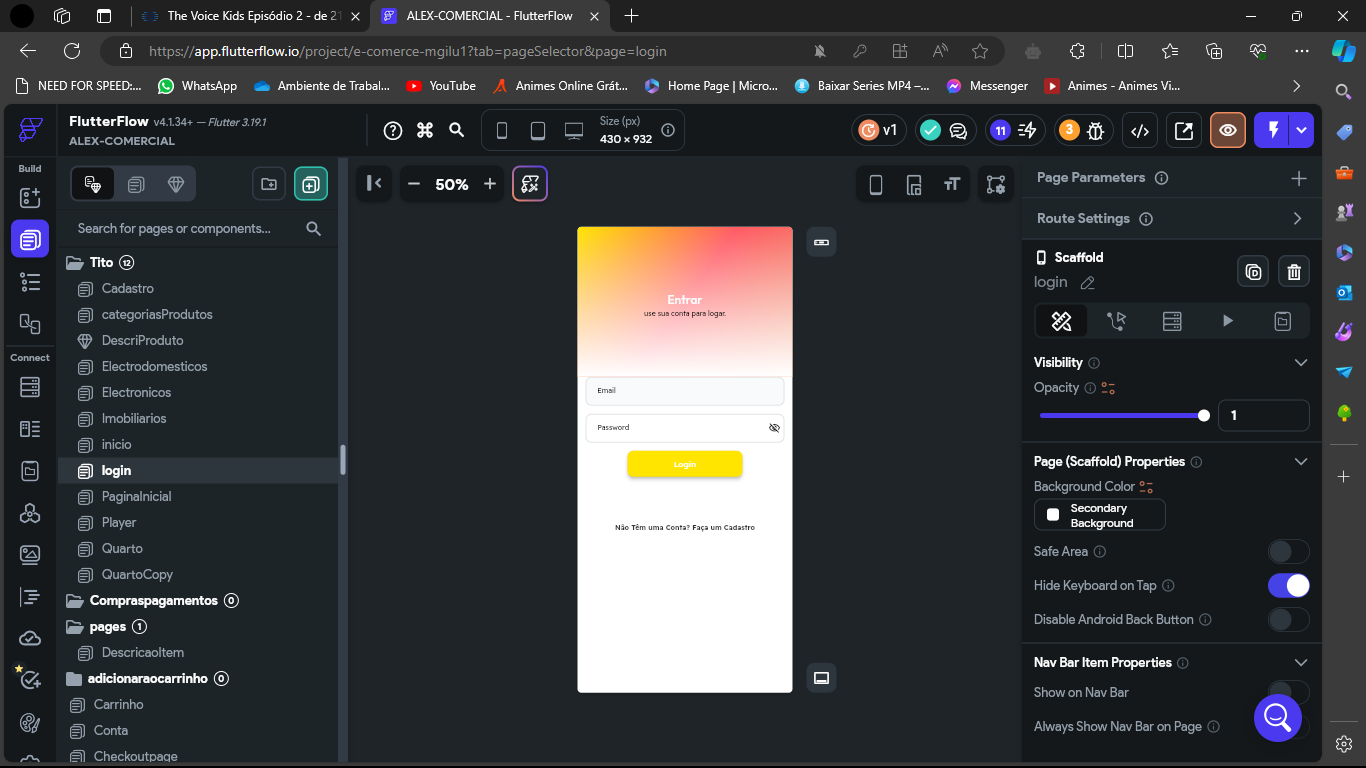 The Voice Kids Episódio 2 - de 21
ALEX-COMERCIAL - FlutterFlow
https://app.flutterflow.io/project/e-comerce-mgilu1?tab=pageSelector&page=login
NEED FOR SPEED:...
WhatsApp
Ambiente de Trabal...
YouTube
Animes Online Grát...
Home Page | Micro...
Baixar Series MP4 –...
Messenger
Animes - Animes Vi...
FlutterFlow v4.1.34+ — Flutter 3.19.1
ALEX-COMERCIAL
Size (px)
430 × 932
v1
11
3
Build
Connect
50%
Search for pages or components...
Tito 12
Cadastro
categoriasProdutos
DescriProduto
Electrodomesticos
Electronicos
Imobiliarios
inicio
login
PaginaInicial
Player
Quarto
QuartoCopy
Compraspagamentos 0
pages 1
DescricaoItem
adicionaraocarrinho 0
Carrinho
Conta
Checkoutpage
Entrar
use sua conta para logar.
Email
Password
Login
Não Têm uma Conta? Faça um Cadastro
Page Parameters
Route Settings
Scaffold
login
Visibility
Opacity
1
Page (Scaffold) Properties
Background Color
Secondary
Background
Safe Area
Hide Keyboard on Tap
Disable Android Back Button
Nav Bar Item Properties
Show on Nav Bar
Always Show Nav Bar on Page